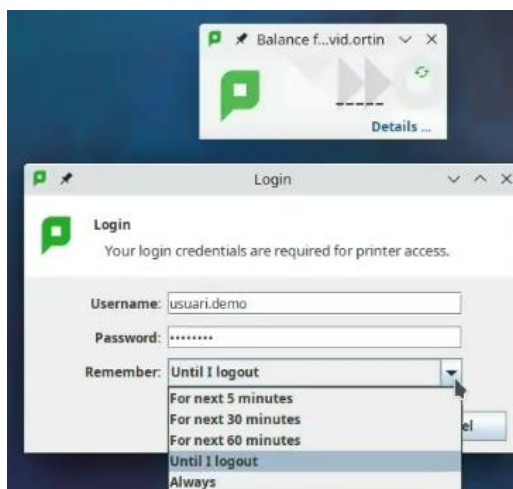 Balance f...vid.ortin
-----
Details ...
Login
Login
Your login credentials are required for printer access.
Username: usuari.demo
Password: ••••••••
Remember: Until I logout
For next 5 minutes
For next 30 minutes
For next 60 minutes
el
Until I logout
Always